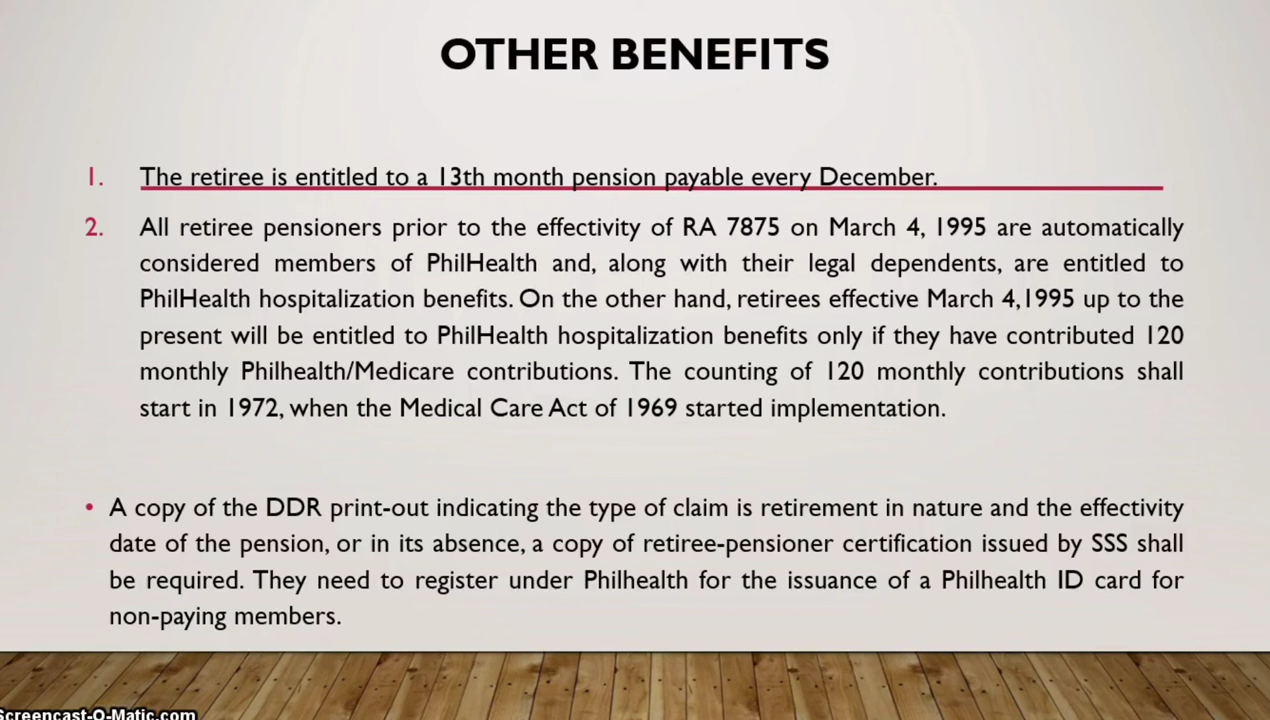 OTHER BENEFITS
1. The retiree is entitled to a 13th month pension payable every December.
2. All retiree pensioners prior to the effectivity of RA 7875 on March 4, 1995 are automatically
considered members of PhilHealth and, along with their legal dependents, are entitled to
PhilHealth hospitalization benefits. On the other hand, retirees effective March 4,1995 up to the
present will be entitled to PhilHealth hospitalization benefits only if they have contributed 120
monthly Philhealth/Medicare contributions. The counting of 120 monthly contributions shall
start in 1972, when the Medical Care Act of 1969 started implementation.
• A copy of the DDR print-out indicating the type of claim is retirement in nature and the effectivity
date of the pension, or in its absence, a copy of retiree-pensioner certification issued by SSS shall
be required. They need to register under Philhealth for the issuance of a Philhealth ID card for
non-paying members.
Screencast-O-Matic.com